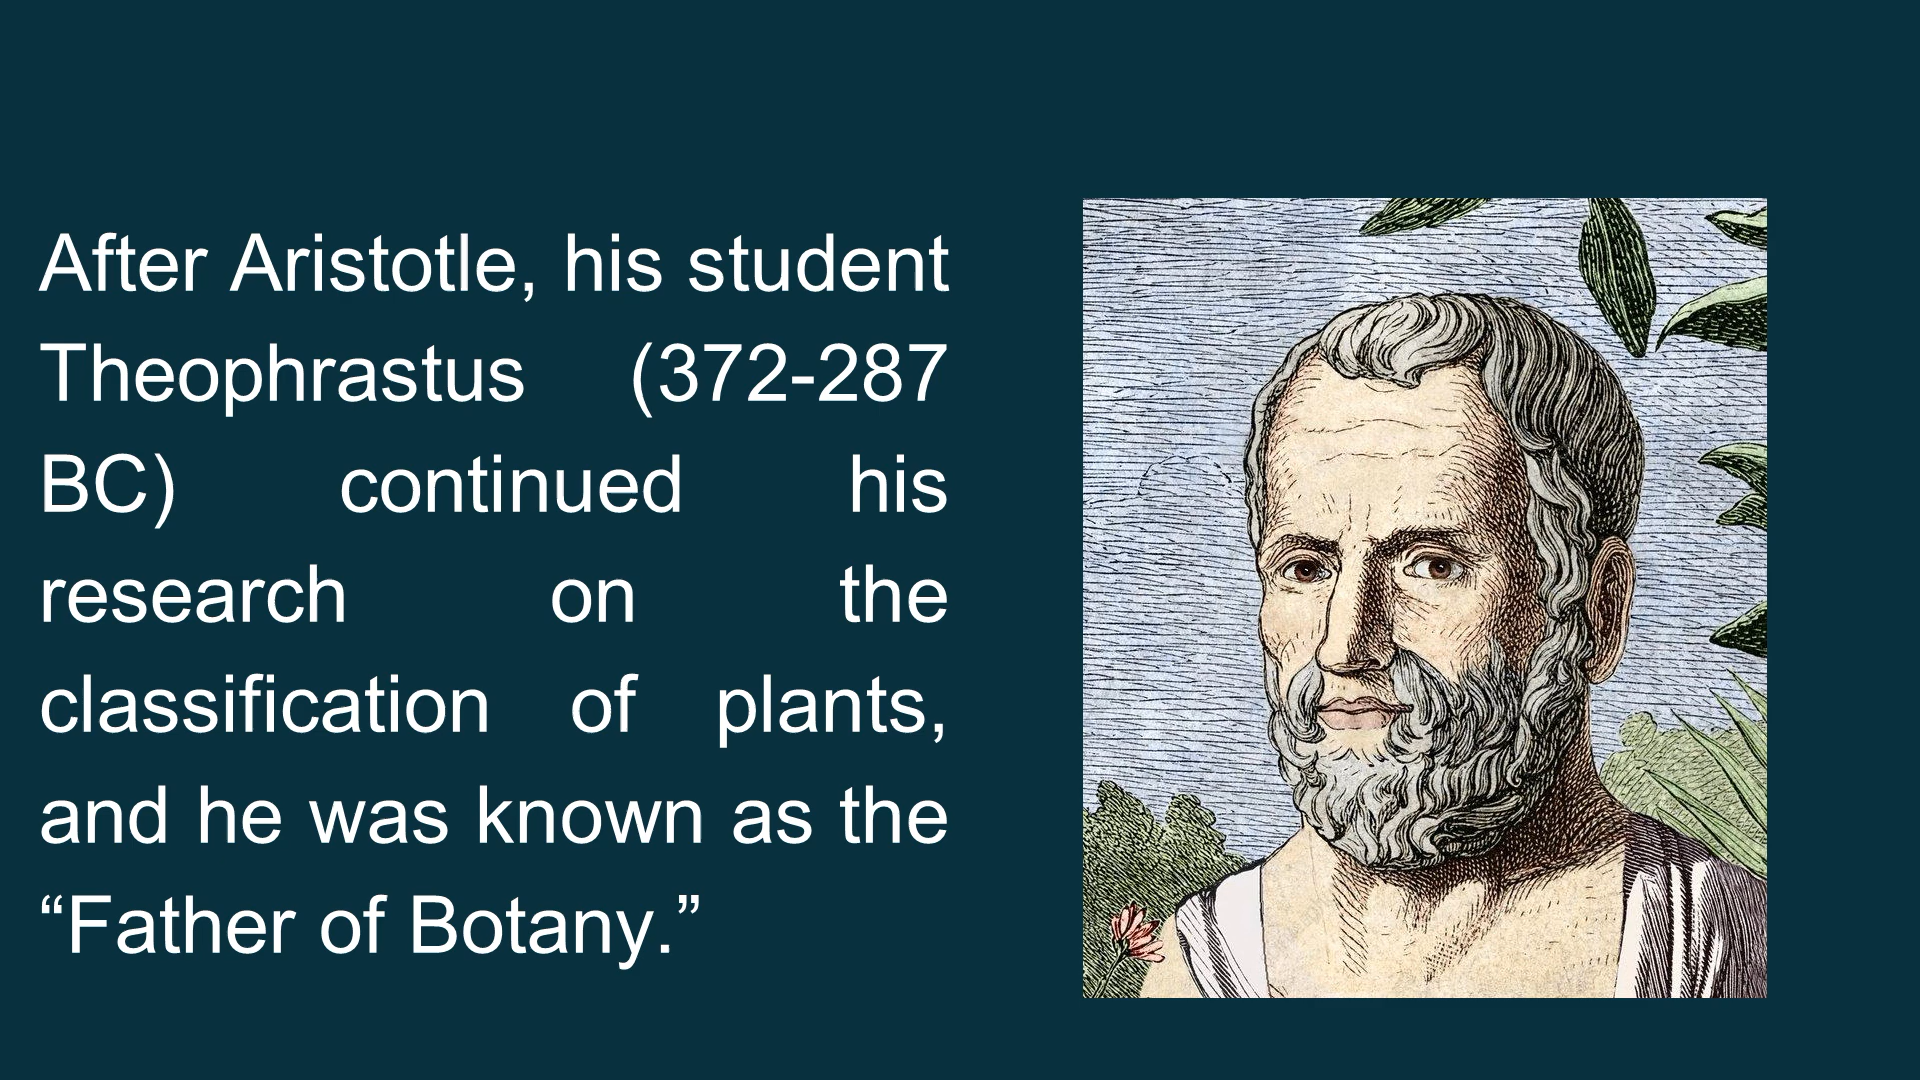 After Aristotle, his student
Theophrastus (372-287
BC) continued his
research on the
classification of plants,
and he was known as the
“Father of Botany.”